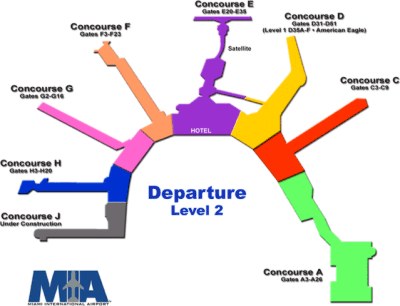 Concourse E
Gates E20-E35
Satellite
Concourse D
Gates D31-D51
(Level 1 D35A-F • American Eagle)
Concourse F
Gates F3-F23
Concourse C
Gates C3-C9
Concourse G
Gates G2-G16
HOTEL
Concourse H
Gates H3-H20
Departure
Level 2
Concourse J
Under Construction
Concourse A
Gates A3-A26
MIA
MIAMI INTERNATIONAL AIRPORT